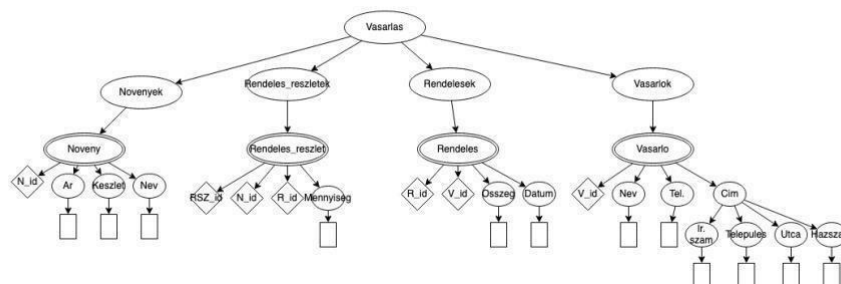 Vasarlas
Novenyek
Rendeles_reszletek
Rendelesek
Vasarlok
Noveny
Rendeles_reszlet
Rendeles
Vasarlo
N_id
Ar
Keszlet
Nev
RSZ_id
N_id
R_id
Mennyiseg
R_id
V_id
Osszeg
Datum
V_id
Nev
Tel.
Cim
Ir.
szam
Telepules
Utca
Hazsza